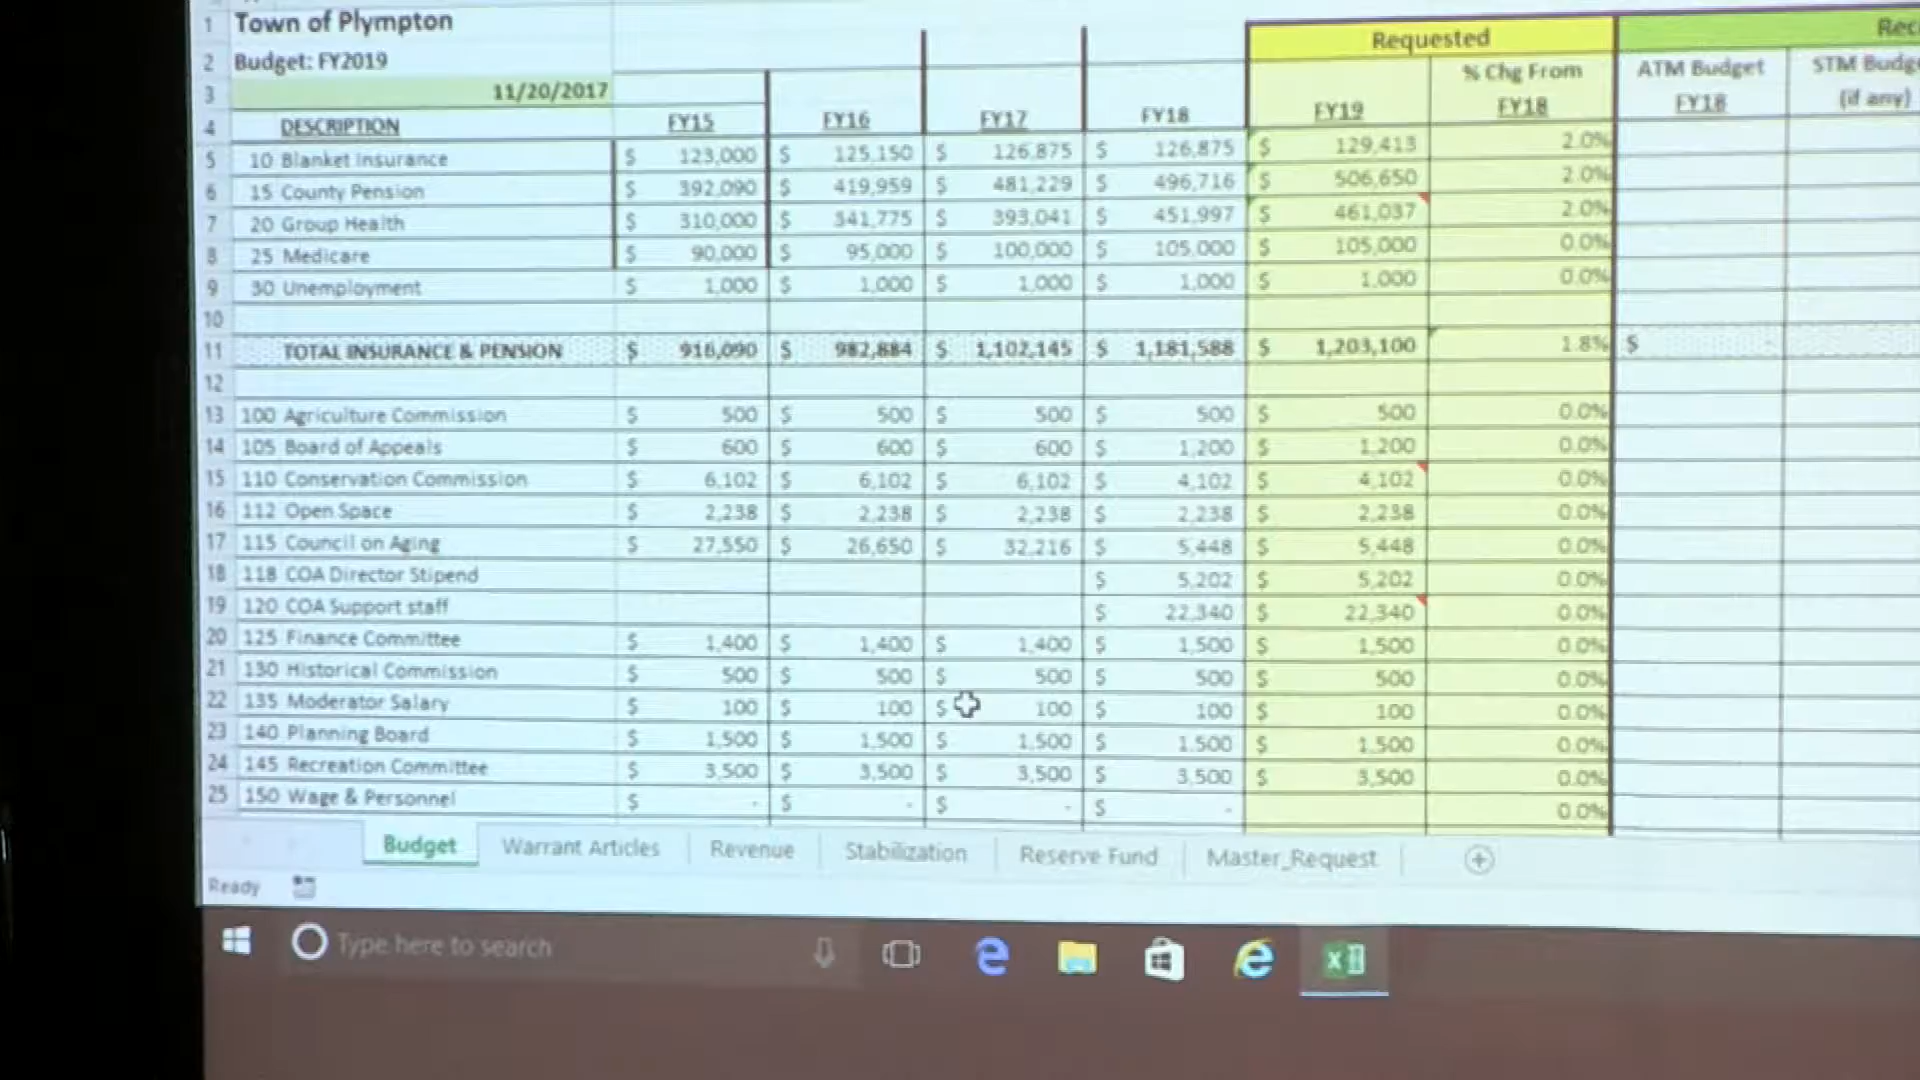 Requested
Rec
1 Town of Plympton
2 Budget: FY2019
% Chg From ATM Budget STM Budge
3 11/20/2017
4 DESCRIPTION FY15 FY16 FY17 FY18 FY19 FY18 FY18 (if any)
5 10 Blanket Insurance $ 123,000 $ 125,150 $ 126,875 $ 126,875 $ 129,413 2.0%
6 15 County Pension $ 392,090 $ 419,959 $ 481,229 $ 496,716 $ 506,650 2.0%
7 20 Group Health $ 310,000 $ 341,775 $ 393,041 $ 451,997 $ 461,037 2.0%
8 25 Medicare $ 90,000 $ 95,000 $ 100,000 $ 105,000 $ 105,000 0.0%
9 30 Unemployment $ 1,000 $ 1,000 $ 1,000 $ 1,000 $ 1,000 0.0%
10
11 TOTAL INSURANCE & PENSION $ 916,090 $ 982,884 $ 1,102,145 $ 1,181,588 $ 1,203,100 1.8% $ -
12
13 100 Agriculture Commission $ 500 $ 500 $ 500 $ 500 $ 500 0.0%
14 105 Board of Appeals $ 600 $ 600 $ 600 $ 1,200 $ 1,200 0.0%
15 110 Conservation Commission $ 6,102 $ 6,102 $ 6,102 $ 4,102 $ 4,102 0.0%
16 112 Open Space $ 2,238 $ 2,238 $ 2,238 $ 2,238 $ 2,238 0.0%
17 115 Council on Aging $ 27,550 $ 26,650 $ 32,216 $ 5,448 $ 5,448 0.0%
18 118 COA Director Stipend $ 5,202 $ 5,202 0.0%
19 120 COA Support staff $ 22,340 $ 22,340 0.0%
20 125 Finance Committee $ 1,400 $ 1,400 $ 1,400 $ 1,500 $ 1,500 0.0%
21 130 Historical Commission $ 500 $ 500 $ 500 $ 500 $ 500 0.0%
22 135 Moderator Salary $ 100 $ 100 $ 100 $ 100 $ 100 0.0%
23 140 Planning Board $ 1,500 $ 1,500 $ 1,500 $ 1,500 $ 1,500 0.0%
24 145 Recreation Committee $ 3,500 $ 3,500 $ 3,500 $ 3,500 $ 3,500 0.0%
25 150 Wage & Personnel $ - $ - $ - $ - 0.0%
Budget Warrant Articles Revenue Stabilization Reserve Fund Master_Request
Ready
Type here to search